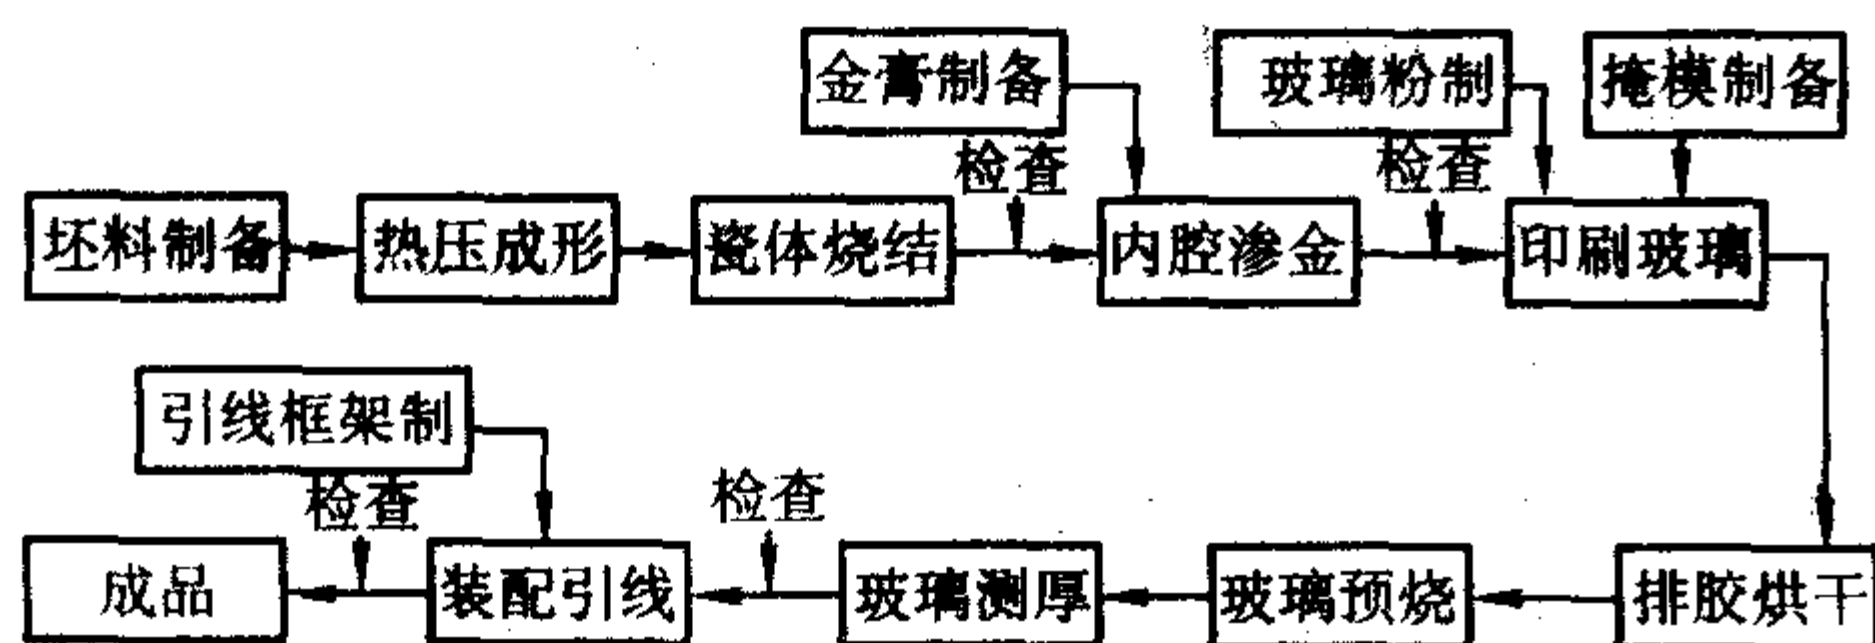 金膏制备
玻璃粉制
掩模制备
检查
检查
坯料制备
热压成形
瓷体烧结
内腔渗金
印刷玻璃
引线框架制
检查
检查
成品
装配引线
玻璃测厚
玻璃预烧
排胶烘干